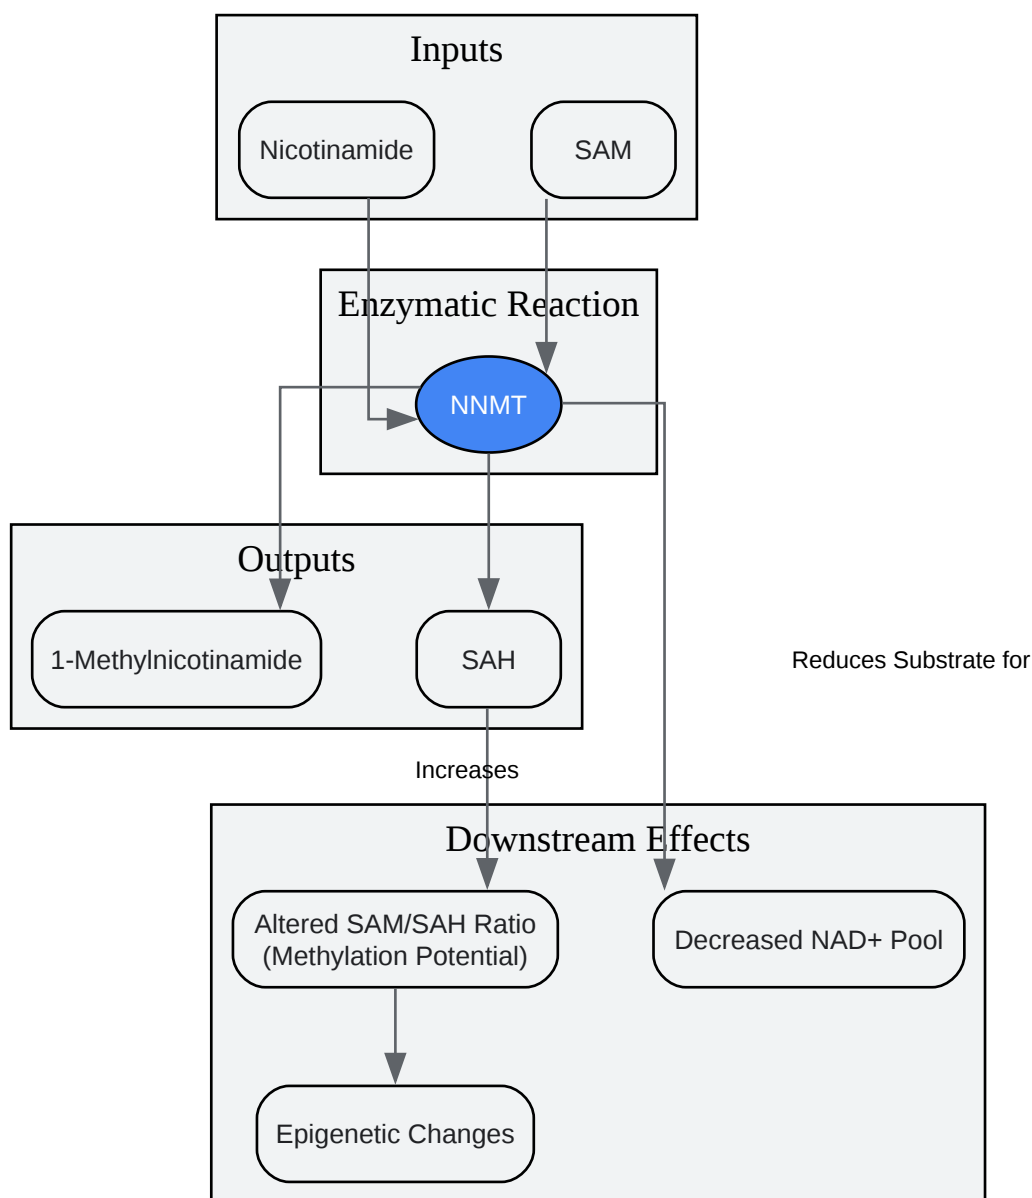 Inputs
Nicotinamide
SAM
Enzymatic Reaction
NNMT
Outputs
1-Methylnicotinamide
SAH
Reduces Substrate for
Increases
Downstream Effects
Altered SAM/SAH Ratio
(Methylation Potential)
Decreased NAD+ Pool
Epigenetic Changes